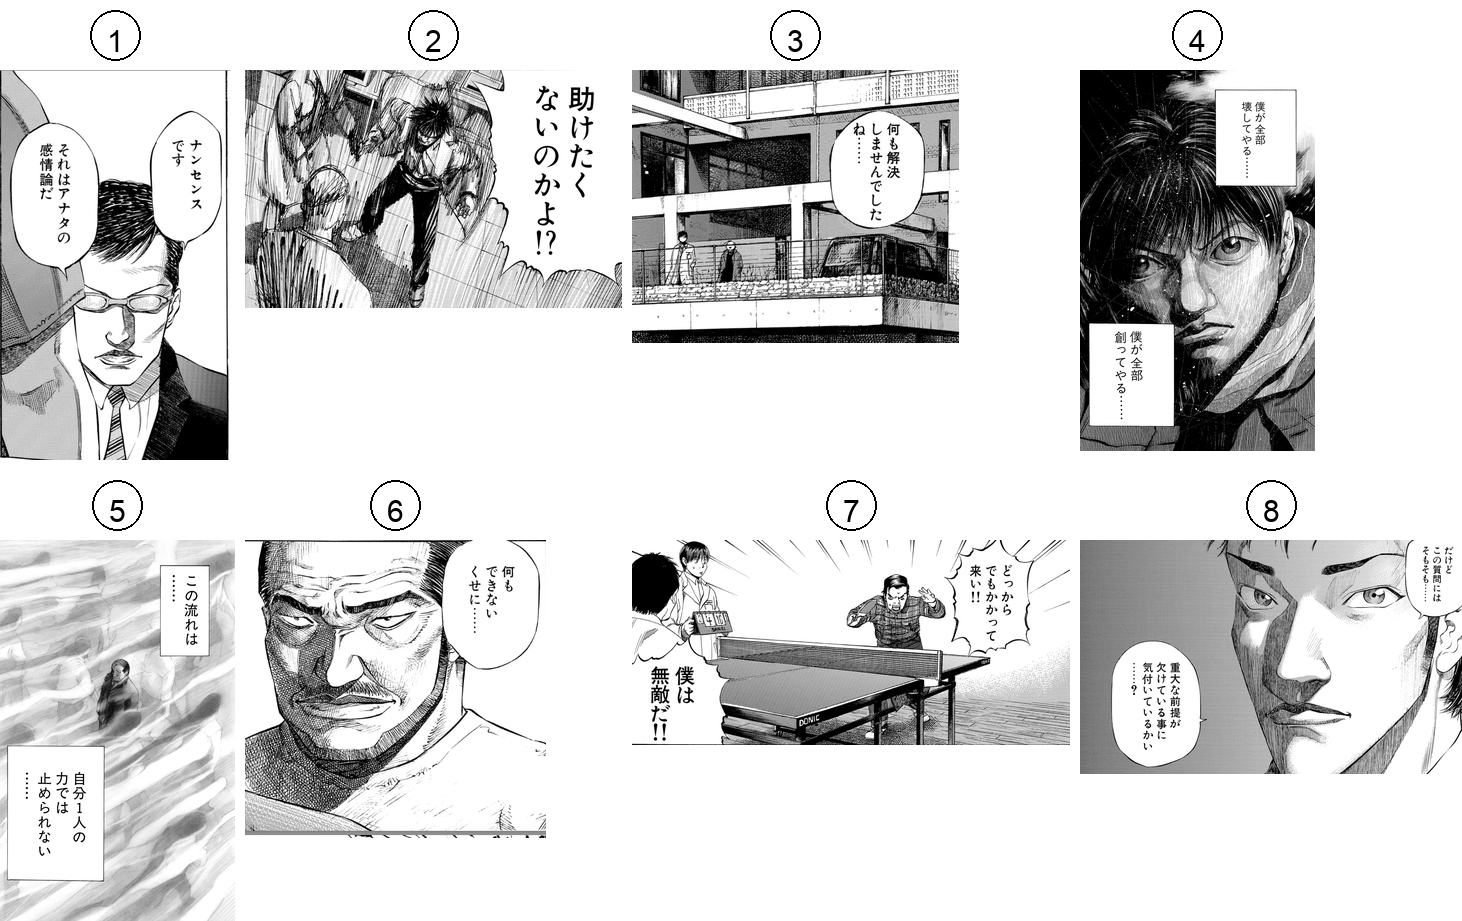 1
ナンセンス
です
それはアナタの
感情論だ
2
助けたく
ないのかよ!?
3
何も解決
しませんでした
ね……
4
僕が全部
壊してやる……
僕が全部
創ってやる……
5
この流れは
……
自分1人の
力では
止められない
……
6
何も
できない
くせに……
7
どっから
でもかかって
来い!!
僕は
無敵だ!!
DONIC
8
だけど
この質問には
そもそも……
重大な前提が
欠けている事に
気付いているかい
……?